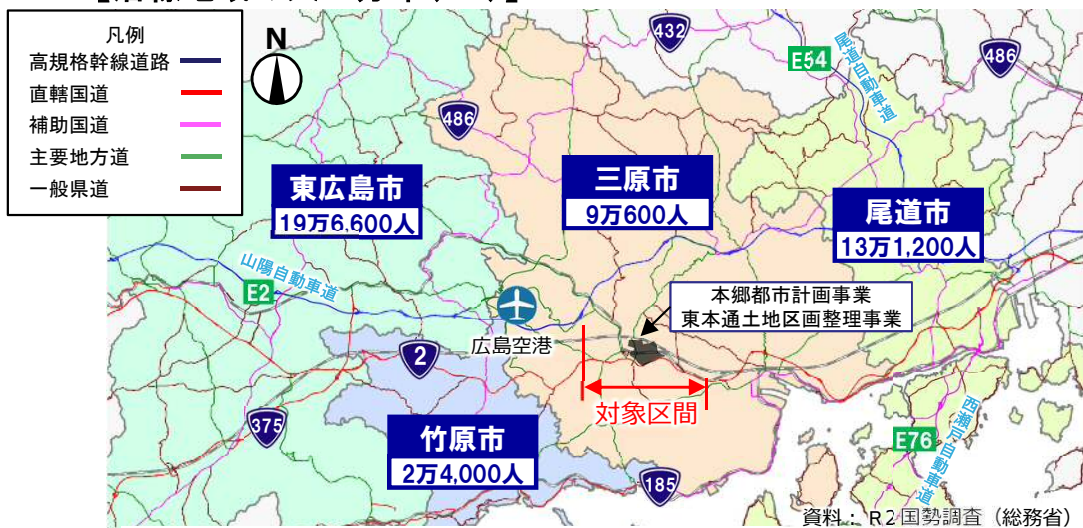 凡例
高規格幹線道路
直轄国道
補助国道
主要地方道
一般県道
N
432
486
E54
尾道自動車道
486
東広島市
19万6,600人
三原市
9万600人
尾道市
13万1,200人
山陽自動車道
E2
広島空港
本郷都市計画事業
東本通土地区画整理事業
2
対象区間
375
竹原市
2万4,000人
185
E76
西瀬戸自動車道
資料：R2国勢調査（総務省）